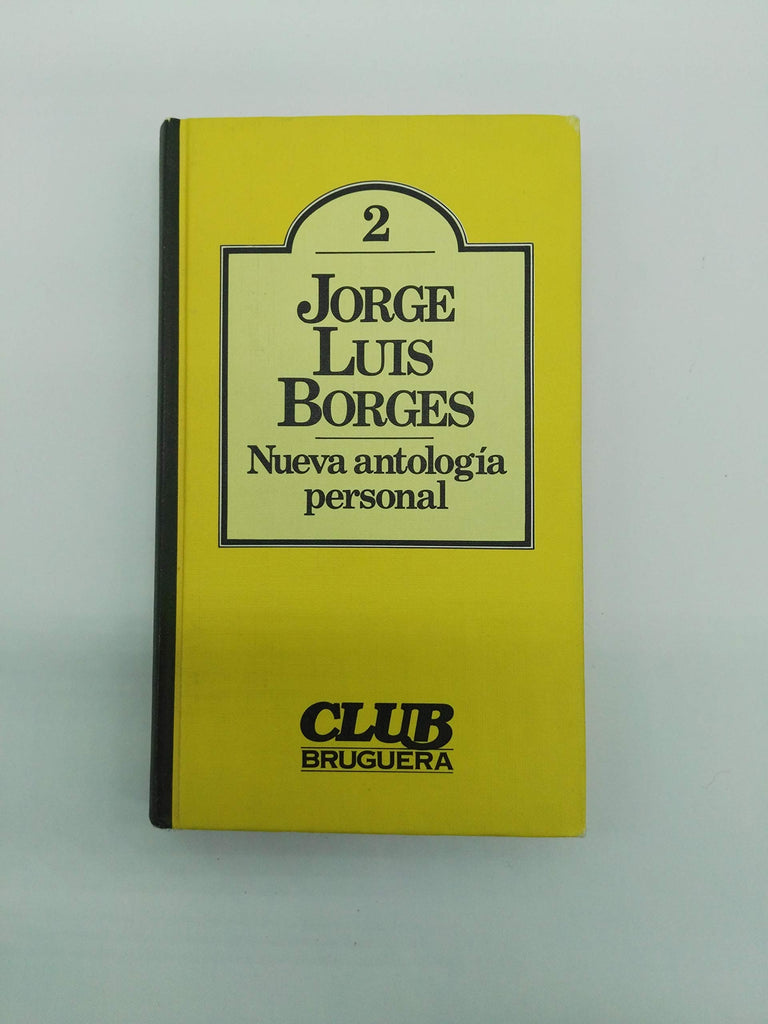 2
JORGE
LUIS
BORGES
Nueva antología
personal
CLUB
BRUGUERA